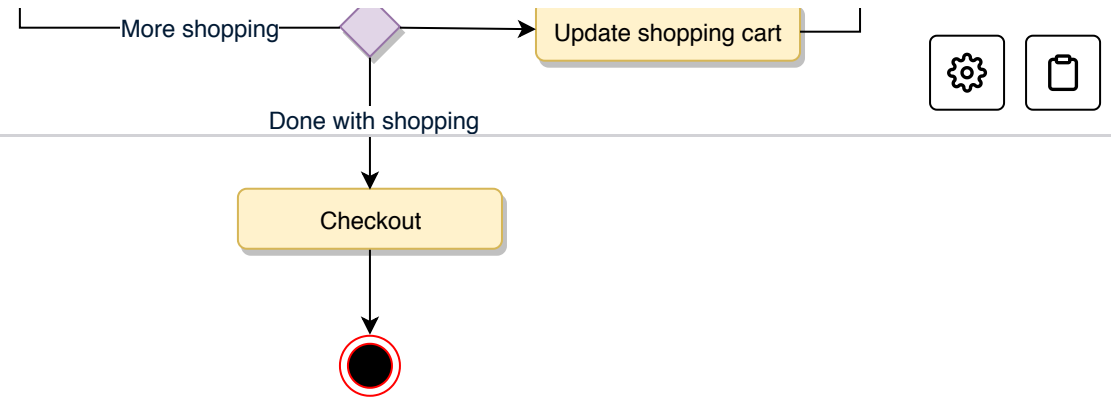 More shopping
Update shopping cart
Done with shopping
Checkout